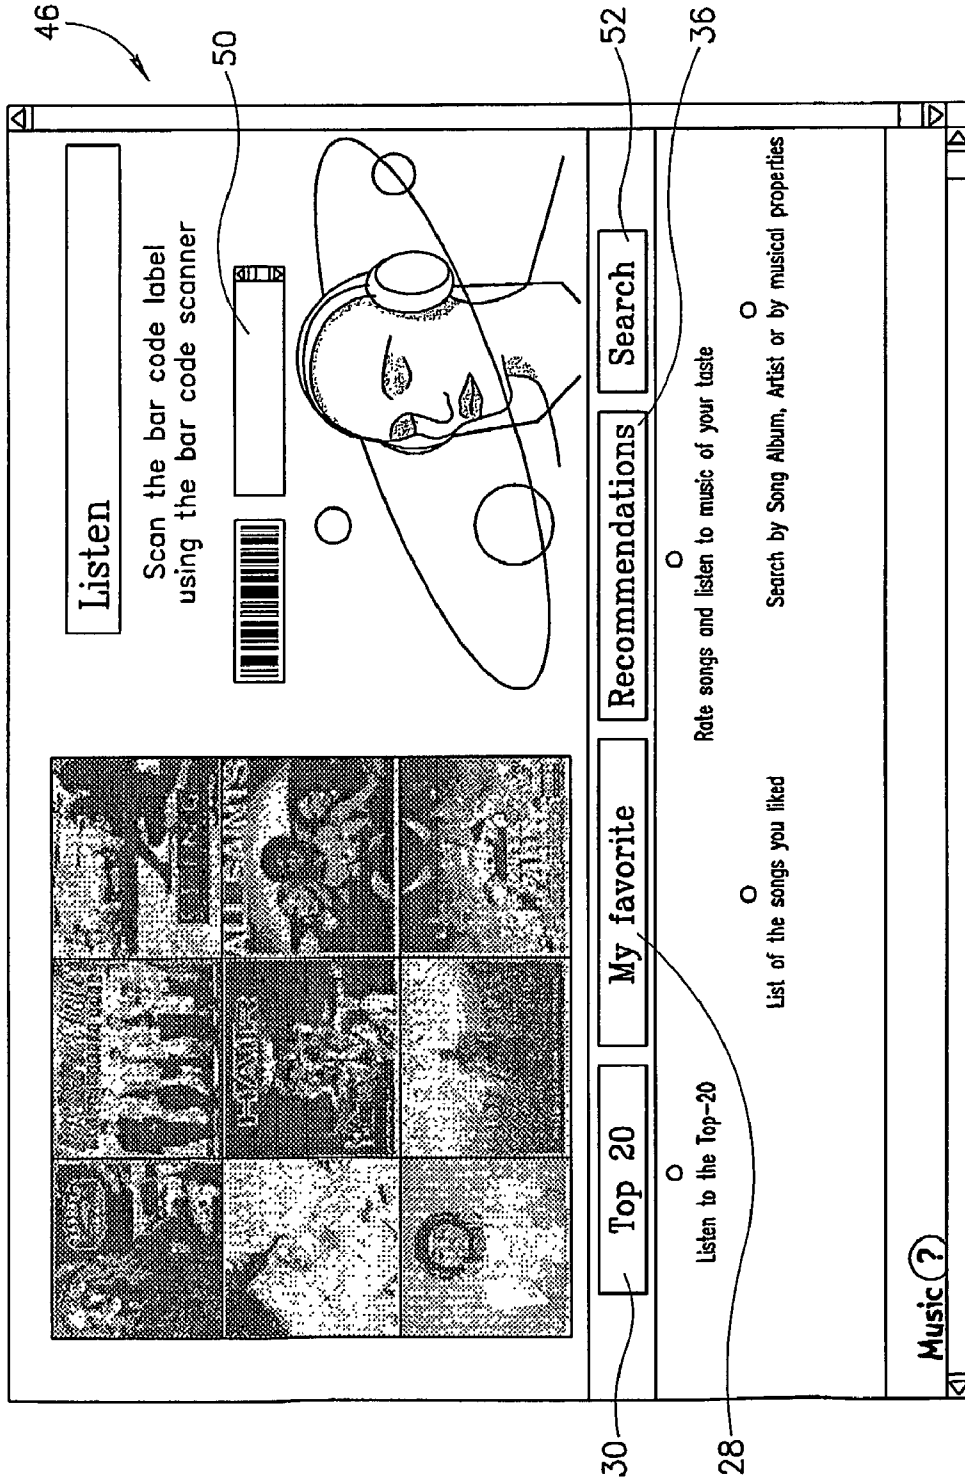 46
Listen
Scan the bar code label
using the bar code scanner
50
ALL SAINTS
Top 20
My favorite
Recommendations
Search
52
36
30
28
Listen to the Top-20
List of the songs you liked
Rate songs and listen to music of your taste
Search by Song Album, Artist or by musical properties
Music ?